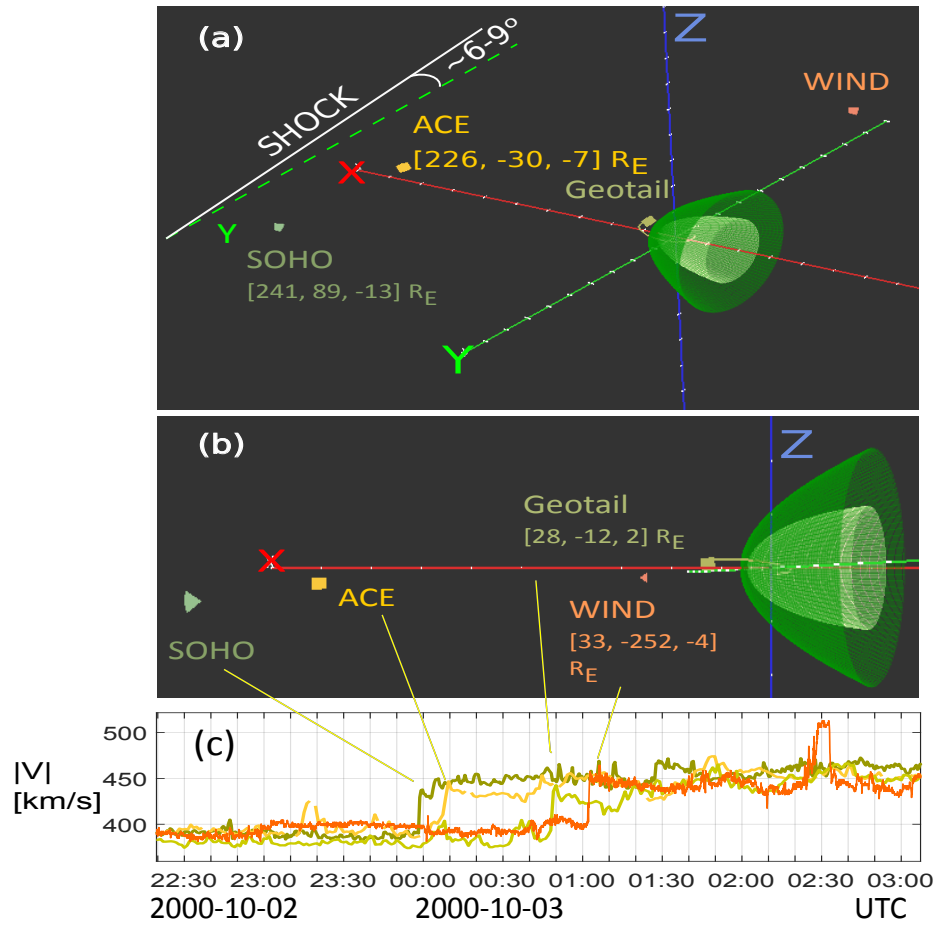 (a)
Z
~6-9°
WIND
SHOCK
ACE
[226, -30, -7] R_E
X
Geotail
Y
SOHO
[241, 89, -13] R_E
Y
(b)
Z
Geotail
[28, -12, 2] R_E
X
ACE
WIND
SOHO
[33, -252, -4]
R_E
(c)
|V|
[km/s]
500
450
400
22:30 23:00 23:30 00:00 00:30 01:00 01:30 02:00 02:30 03:00
2000-10-02 2000-10-03 UTC